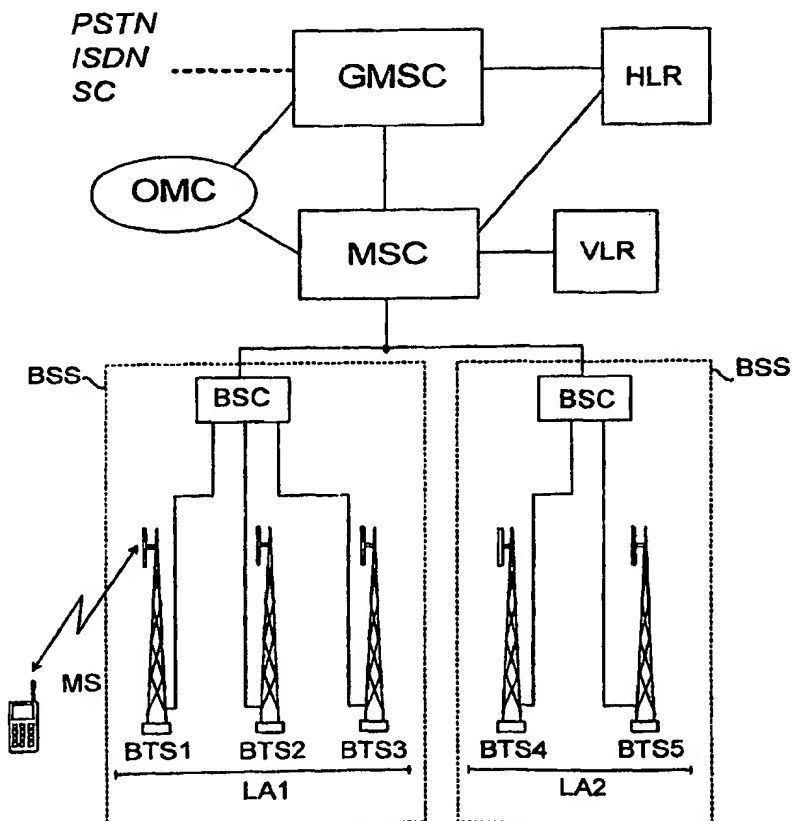 PSTN
ISDN
SC
GMSC
HLR
OMC
MSC
VLR
BSS
BSS
BSC
BSC
MS
BTS1
BTS2
BTS3
BTS4
BTS5
LA1
LA2